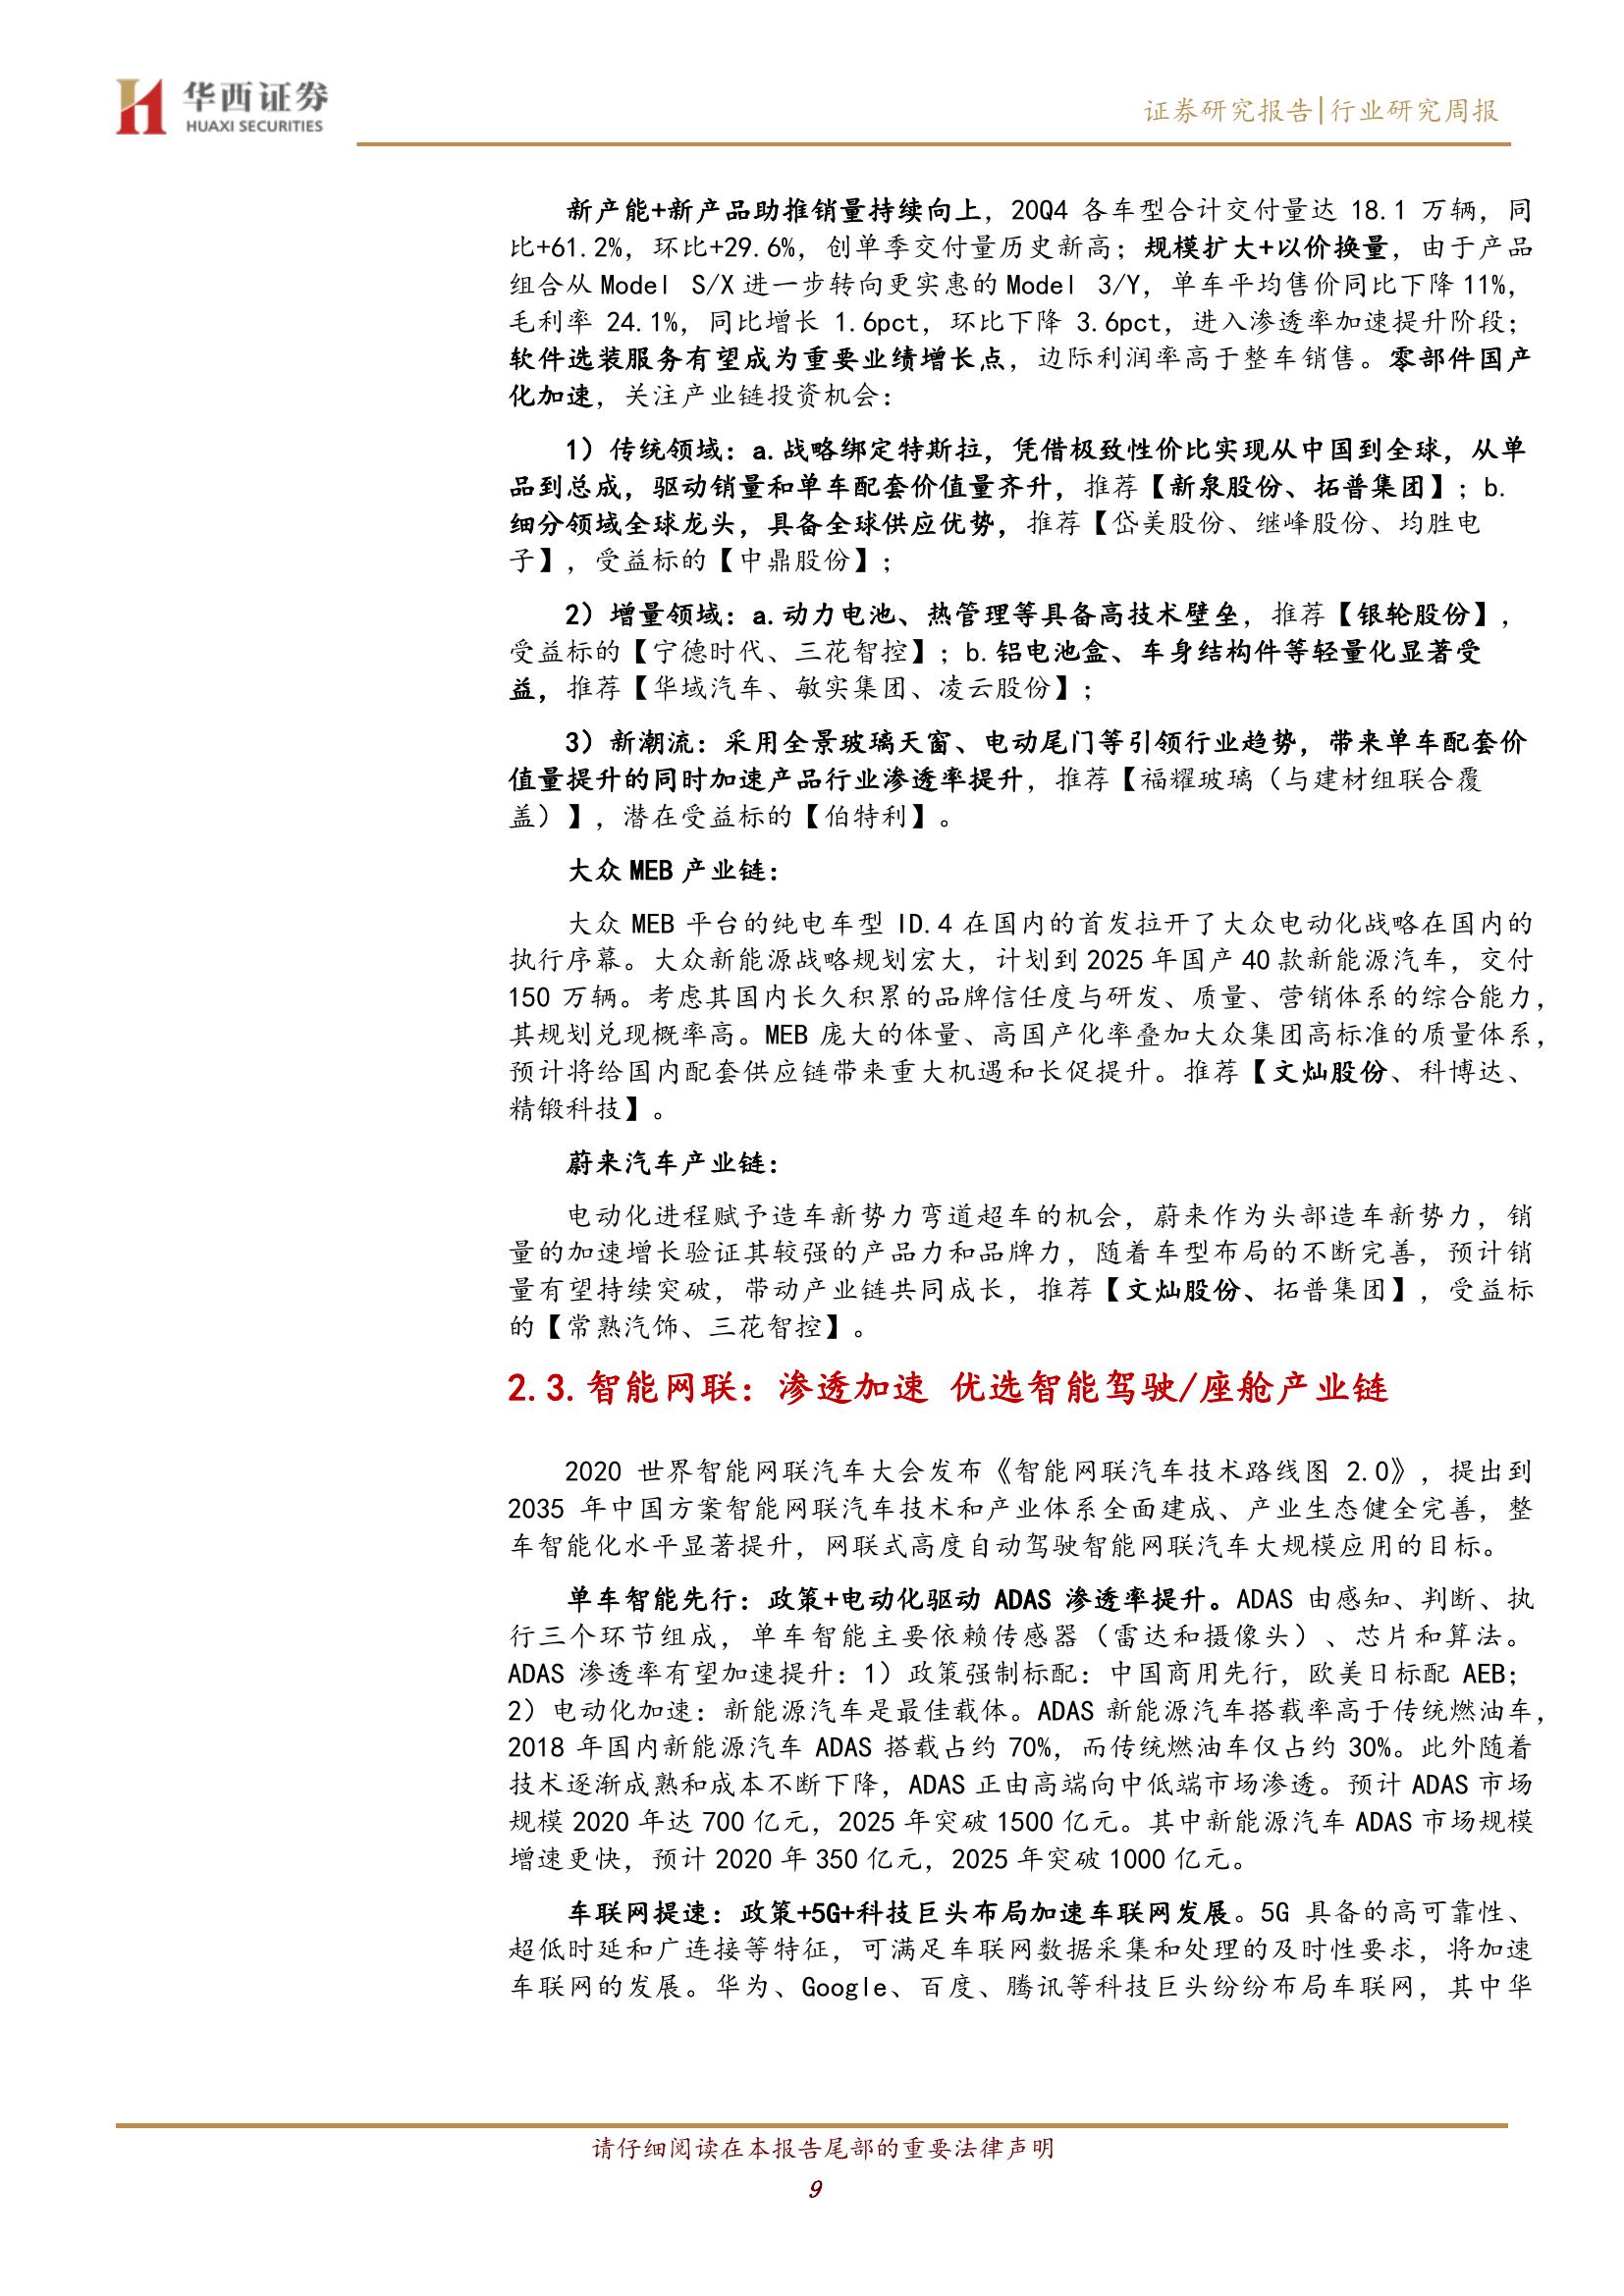 华西证券
HUAXI SECURITIES
证券研究报告|行业研究周报
新产能+新产品助推销量持续向上，20Q4 各车型合计交付量达 18.1 万辆，同
比+61.2%，环比+29.6%，创单季交付量历史新高；规模扩大+以价换量，由于产品
组合从 Model S/X 进一步转向更实惠的 Model 3/Y，单车平均售价同比下降 11%，
毛利率 24.1%，同比增长 1.6pct，环比下降 3.6pct，进入渗透率加速提升阶段；
软件选装服务有望成为重要业绩增长点，边际利润率高于整车销售。零部件国产
化加速，关注产业链投资机会：
1）传统领域：a.战略绑定特斯拉，凭借极致性价比实现从中国到全球，从单
品到总成，驱动销量和单车配套价值量齐升，推荐【新泉股份、拓普集团】；b.
细分领域全球龙头，具备全球供应优势，推荐【岱美股份、继峰股份、均胜电
子】，受益标的【中鼎股份】；
2）增量领域：a.动力电池、热管理等具备高技术壁垒，推荐【银轮股份】，
受益标的【宁德时代、三花智控】；b.铝电池盒、车身结构件等轻量化显著受
益，推荐【华域汽车、敏实集团、凌云股份】；
3）新潮流：采用全景玻璃天窗、电动尾门等引领行业趋势，带来单车配套价
值量提升的同时加速产品行业渗透率提升，推荐【福耀玻璃（与建材组联合覆
盖）】，潜在受益标的【伯特利】。
大众 MEB 产业链：
大众 MEB 平台的纯电车型 ID.4 在国内的首发拉开了大众电动化战略在国内的
执行序幕。大众新能源战略规划宏大，计划到 2025 年国产 40 款新能源汽车，交付
150 万辆。考虑其国内长久积累的品牌信任度与研发、质量、营销体系的综合能力，
其规划兑现概率高。MEB 庞大的体量、高国产化率叠加大众集团高标准的质量体系，
预计将给国内配套供应链带来重大机遇和长促提升。推荐【文灿股份、科博达、
精锻科技】。
蔚来汽车产业链：
电动化进程赋予造车新势力弯道超车的机会，蔚来作为头部造车新势力，销
量的加速增长验证其较强的产品力和品牌力，随着车型布局的不断完善，预计销
量有望持续突破，带动产业链共同成长，推荐【文灿股份、拓普集团】，受益标
的【常熟汽饰、三花智控】。
2.3.智能网联：渗透加速 优选智能驾驶/座舱产业链
2020 世界智能网联汽车大会发布《智能网联汽车技术路线图 2.0》，提出到
2035 年中国方案智能网联汽车技术和产业体系全面建成、产业生态健全完善，整
车智能化水平显著提升，网联式高度自动驾驶智能网联汽车大规模应用的目标。
单车智能先行：政策+电动化驱动 ADAS 渗透率提升。ADAS 由感知、判断、执
行三个环节组成，单车智能主要依赖传感器（雷达和摄像头）、芯片和算法。
ADAS 渗透率有望加速提升：1）政策强制标配：中国商用先行，欧美日标配 AEB；
2）电动化加速：新能源汽车是最佳载体。ADAS 新能源汽车搭载率高于传统燃油车，
2018 年国内新能源汽车 ADAS 搭载占约 70%，而传统燃油车仅占约 30%。此外随着
技术逐渐成熟和成本不断下降，ADAS 正由高端向中低端市场渗透。预计 ADAS 市场
规模 2020 年达 700 亿元，2025 年突破 1500 亿元。其中新能源汽车 ADAS 市场规模
增速更快，预计 2020 年 350 亿元，2025 年突破 1000 亿元。
车联网提速：政策+5G+科技巨头布局加速车联网发展。5G 具备的高可靠性、
超低时延和广连接等特征，可满足车联网数据采集和处理的及时性要求，将加速
车联网的发展。华为、Google、百度、腾讯等科技巨头纷纷布局车联网，其中华
请仔细阅读在本报告尾部的重要法律声明
9